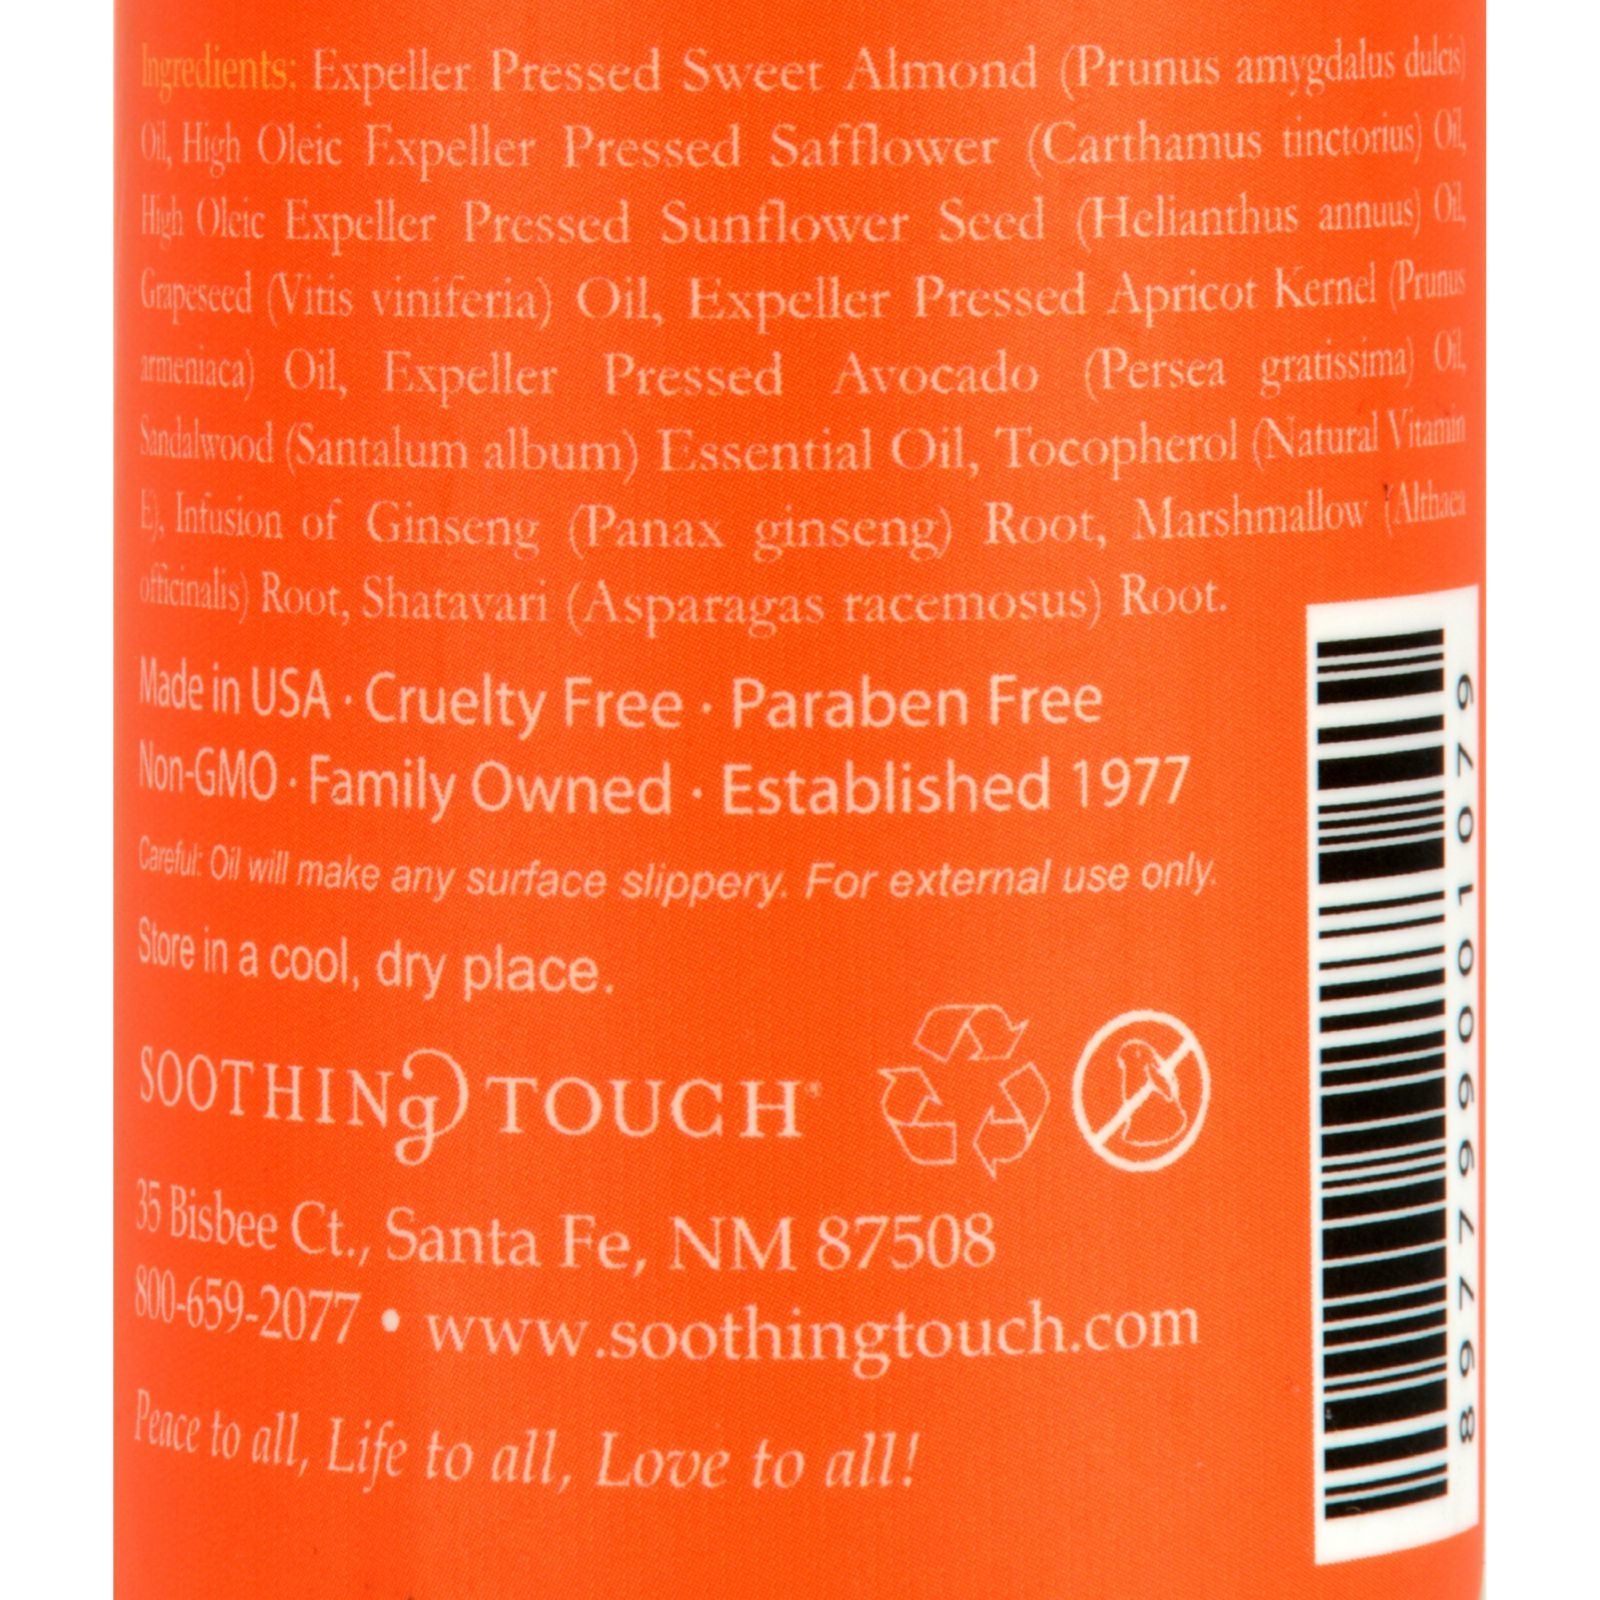 Ingredients: Expeller Pressed Sweet Almond (Prunus amygdalus dulcis)
Oil, High Oleic Expeller Pressed Safflower (Carthamus tinctorius) Oil,
High Oleic Expeller Pressed Sunflower Seed (Helianthus annuus) Oil,
Grapeseed (Vitis viniferia) Oil, Expeller Pressed Apricot Kernel (Prunus
armeniaca) Oil, Expeller Pressed Avocado (Persea gratissima) Oil,
Sandalwood (Santalum album) Essential Oil, Tocopherol (Natural Vitamin
E), Infusion of Ginseng (Panax ginseng) Root, Marshmallow (Althaea
officinalis) Root, Shatavari (Asparagas racemosus) Root.
Made in USA · Cruelty Free · Paraben Free
Non-GMO · Family Owned · Established 1977
Careful: Oil will make any surface slippery. For external use only.
Store in a cool, dry place.
SOOTHING TOUCH®
35 Bisbee Ct., Santa Fe, NM 87508
800-659-2077 • www.soothingtouch.com
Peace to all, Life to all, Love to all!